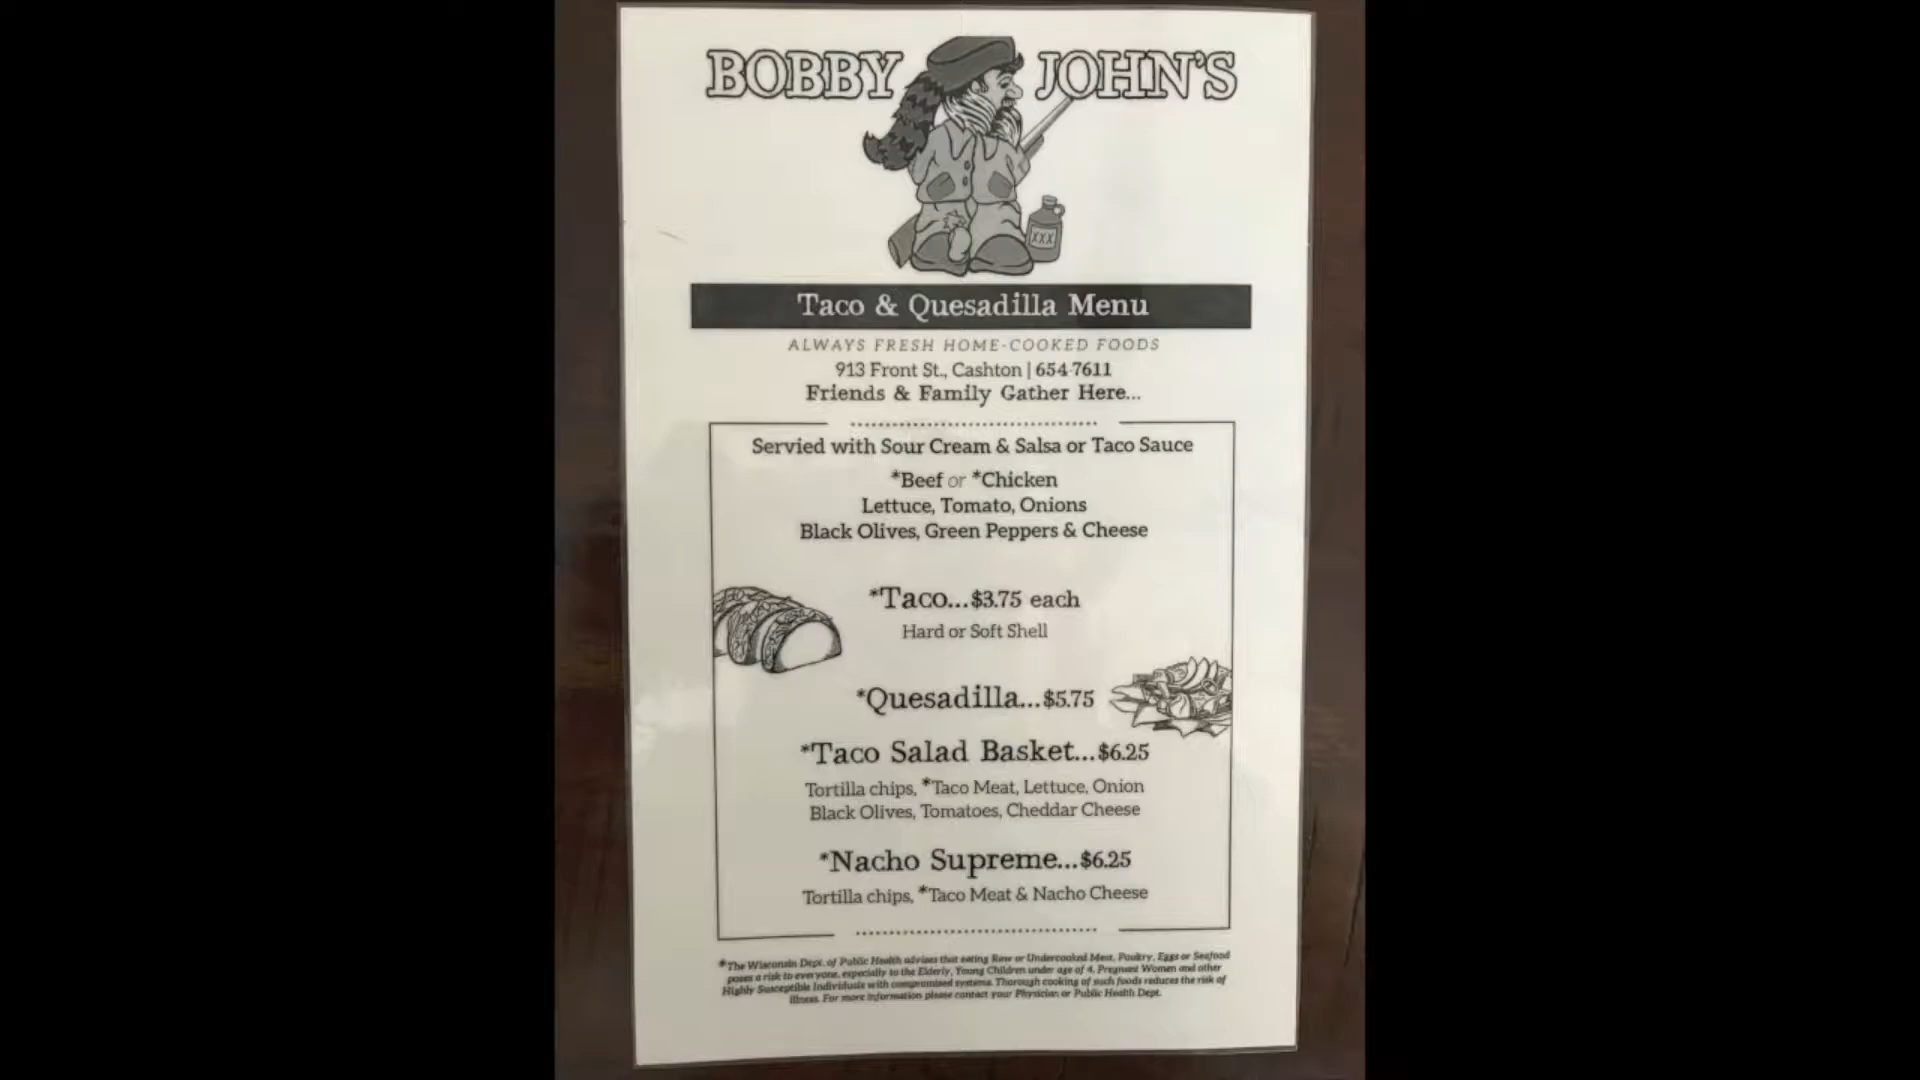 BOBBY JOHN'S
XXX
Taco & Quesadilla Menu
ALWAYS FRESH HOME-COOKED FOODS
913 Front St., Cashton | 654-7611
Friends & Family Gather Here...
Servied with Sour Cream & Salsa or Taco Sauce
*Beef or *Chicken
Lettuce, Tomato, Onions
Black Olives, Green Peppers & Cheese
*Taco...$3.75 each
Hard or Soft Shell
*Quesadilla...$5.75
*Taco Salad Basket...$6.25
Tortilla chips, *Taco Meat, Lettuce, Onion
Black Olives, Tomatoes, Cheddar Cheese
*Nacho Supreme...$6.25
Tortilla chips, *Taco Meat & Nacho Cheese
*The Wisconsin Dept. of Public Health advises that eating Raw or Undercooked Meat, Poultry, Eggs or Seafood
poses a risk to everyone, especially to the Elderly, Young Children under age of 4, Pregnant Women and other
Highly Susceptible Individuals with compromised systems. Thorough cooking of such foods reduces the risk of
illness. For more information please contact your Physician or Public Health Dept.